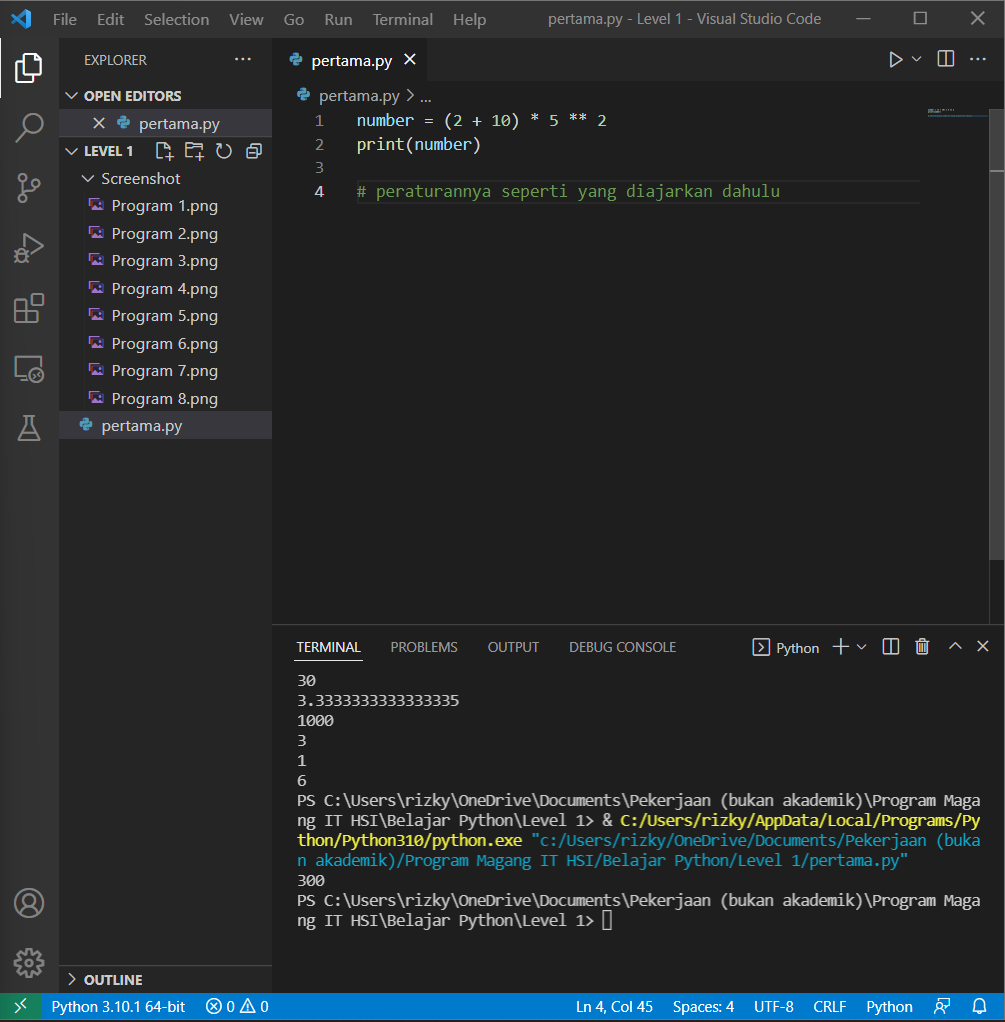 File Edit Selection View Go Run Terminal Help pertama.py - Level 1 - Visual Studio Code
EXPLORER
OPEN EDITORS
pertama.py
LEVEL 1
Screenshot
Program 1.png
Program 2.png
Program 3.png
Program 4.png
Program 5.png
Program 6.png
Program 7.png
Program 8.png
pertama.py
OUTLINE
pertama.py
pertama.py > ...
1 number = (2 + 10) * 5 ** 2
2 print(number)
3
4 # peraturannya seperti yang diajarkan dahulu
TERMINAL PROBLEMS OUTPUT DEBUG CONSOLE Python
30
3.3333333333333335
1000
3
1
6
PS C:\Users\rizky\OneDrive\Documents\Pekerjaan (bukan akademik)\Program Maga
ng IT HSI\Belajar Python\Level 1> & C:/Users/rizky/AppData/Local/Programs/Py
thon/Python310/python.exe "c:/Users/rizky/OneDrive/Documents/Pekerjaan (buka
n akademik)/Program Magang IT HSI/Belajar Python/Level 1/pertama.py"
300
PS C:\Users\rizky\OneDrive\Documents\Pekerjaan (bukan akademik)\Program Maga
ng IT HSI\Belajar Python\Level 1>
Python 3.10.1 64-bit 0 0 Ln 4, Col 45 Spaces: 4 UTF-8 CRLF Python